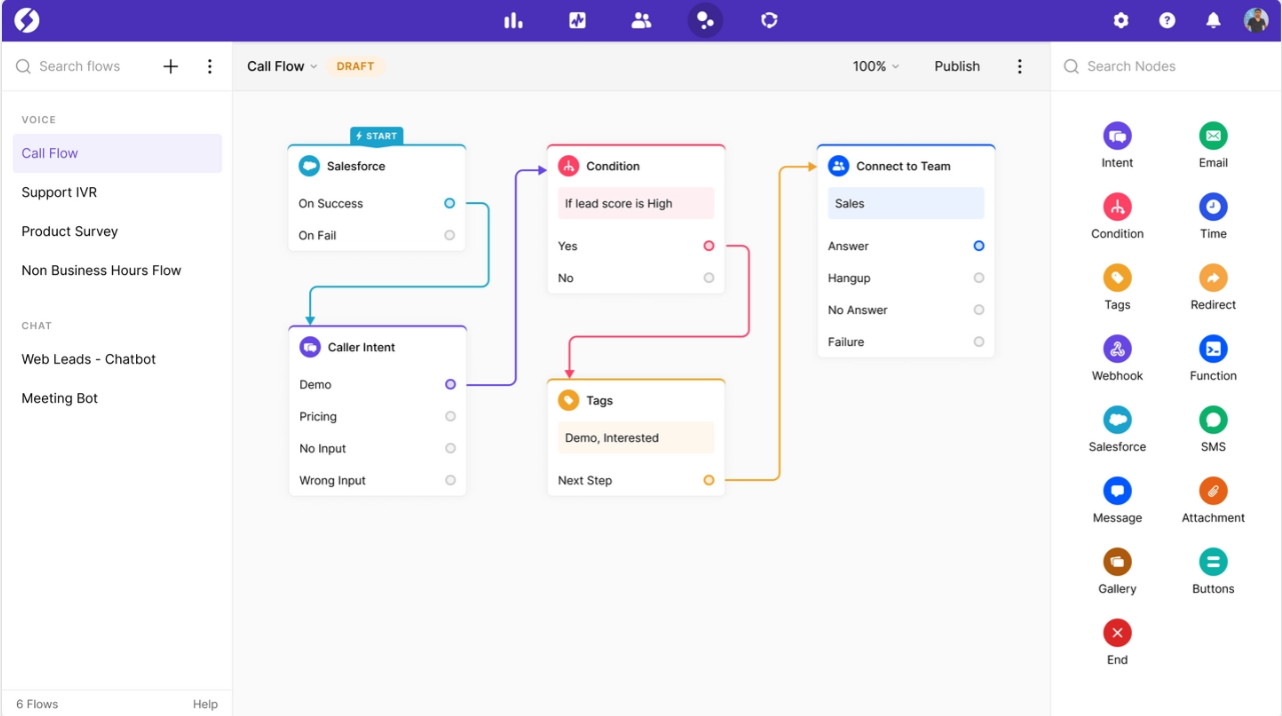 Search flows
Call Flow
DRAFT
100%
Publish
Search Nodes
VOICE
Call Flow
Support IVR
Product Survey
Non Business Hours Flow
CHAT
Web Leads - Chatbot
Meeting Bot
6 Flows
Help
START
Salesforce
On Success
On Fail
Caller Intent
Demo
Pricing
No Input
Wrong Input
Condition
If lead score is High
Yes
No
Tags
Demo, Interested
Next Step
Connect to Team
Sales
Answer
Hangup
No Answer
Failure
Intent
Email
Condition
Time
Tags
Redirect
Webhook
Function
Salesforce
SMS
Message
Attachment
Gallery
Buttons
End